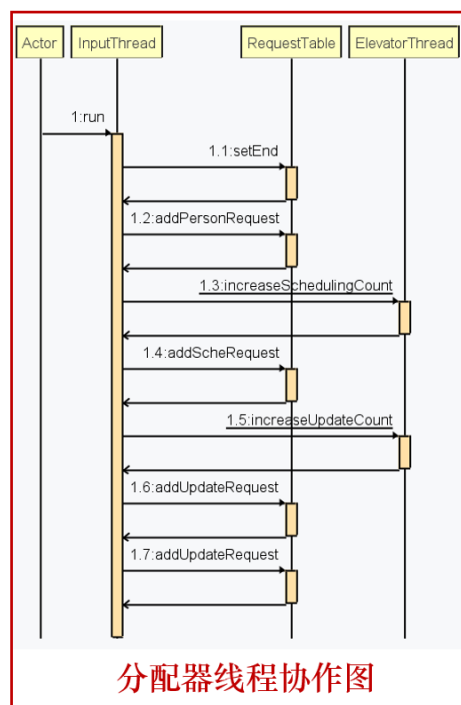 Actor InputThread RequestTable ElevatorThread
1:run
1.1:setEnd
1.2:addPersonRequest
1.3:increaseSchedulingCount
1.4:addScheRequest
1.5:increaseUpdateCount
1.6:addUpdateRequest
1.7:addUpdateRequest
分配器线程协作图